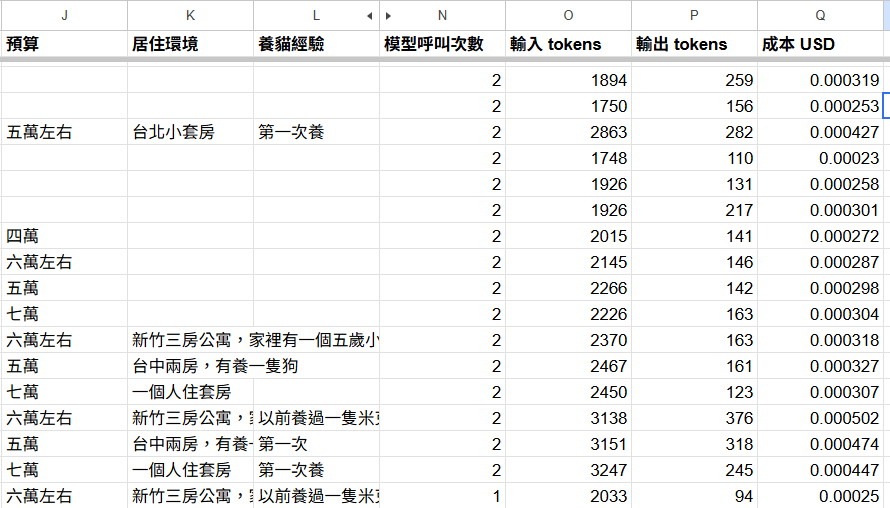 J K L N O P Q
預算 居住環境 養貓經驗 模型呼叫次數 輸入 tokens 輸出 tokens 成本 USD
2 1894 259 0.000319
2 1750 156 0.000253
五萬左右 台北小套房 第一次養 2 2863 282 0.000427
2 1748 110 0.00023
2 1926 131 0.000258
2 1926 217 0.000301
四萬 2 2015 141 0.000272
六萬左右 2 2145 146 0.000287
五萬 2 2266 142 0.000298
七萬 2 2226 163 0.000304
六萬左右 新竹三房公寓，家裡有一個五歲小 2 2370 163 0.000318
五萬 台中兩房，有養一隻狗 2 2467 161 0.000327
七萬 一個人住套房 2 2450 123 0.000307
六萬左右 新竹三房公寓， 以前養過一隻米 2 3138 376 0.000502
五萬 台中兩房，有養 第一次 2 3151 318 0.000474
七萬 一個人住套房 第一次養 2 3247 245 0.000447
六萬左右 新竹三房公寓， 以前養過一隻米 1 2033 94 0.00025